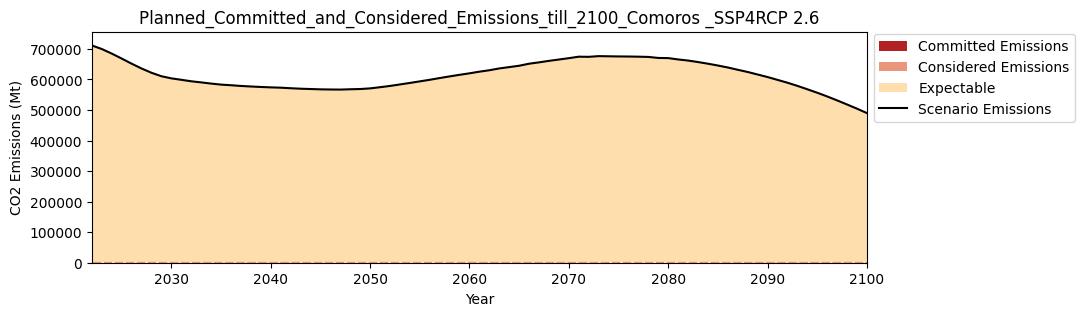 Planned_Committed_and_Considered_Emissions_till_2100_Comoros _SSP4RCP 2.6
CO2 Emissions (Mt)
700000
600000
500000
400000
300000
200000
100000
0
2030 2040 2050 2060 2070 2080 2090 2100
Year
Committed Emissions
Considered Emissions
Expectable
Scenario Emissions